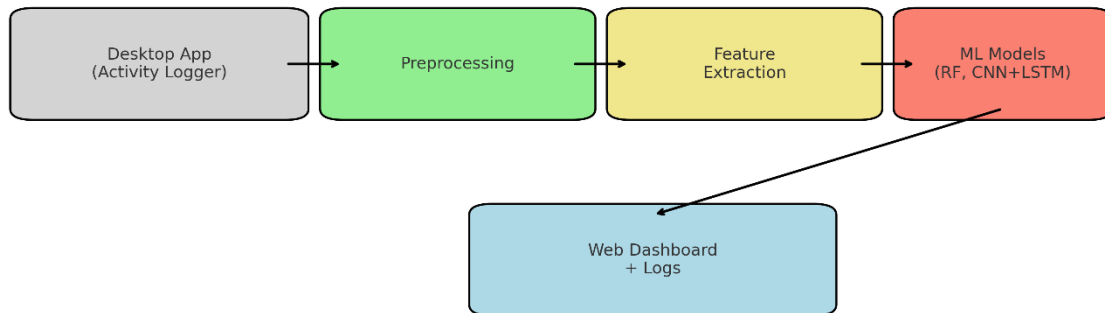 Desktop App
(Activity Logger)
Preprocessing
Feature
Extraction
ML Models
(RF, CNN+LSTM)
Web Dashboard
+ Logs